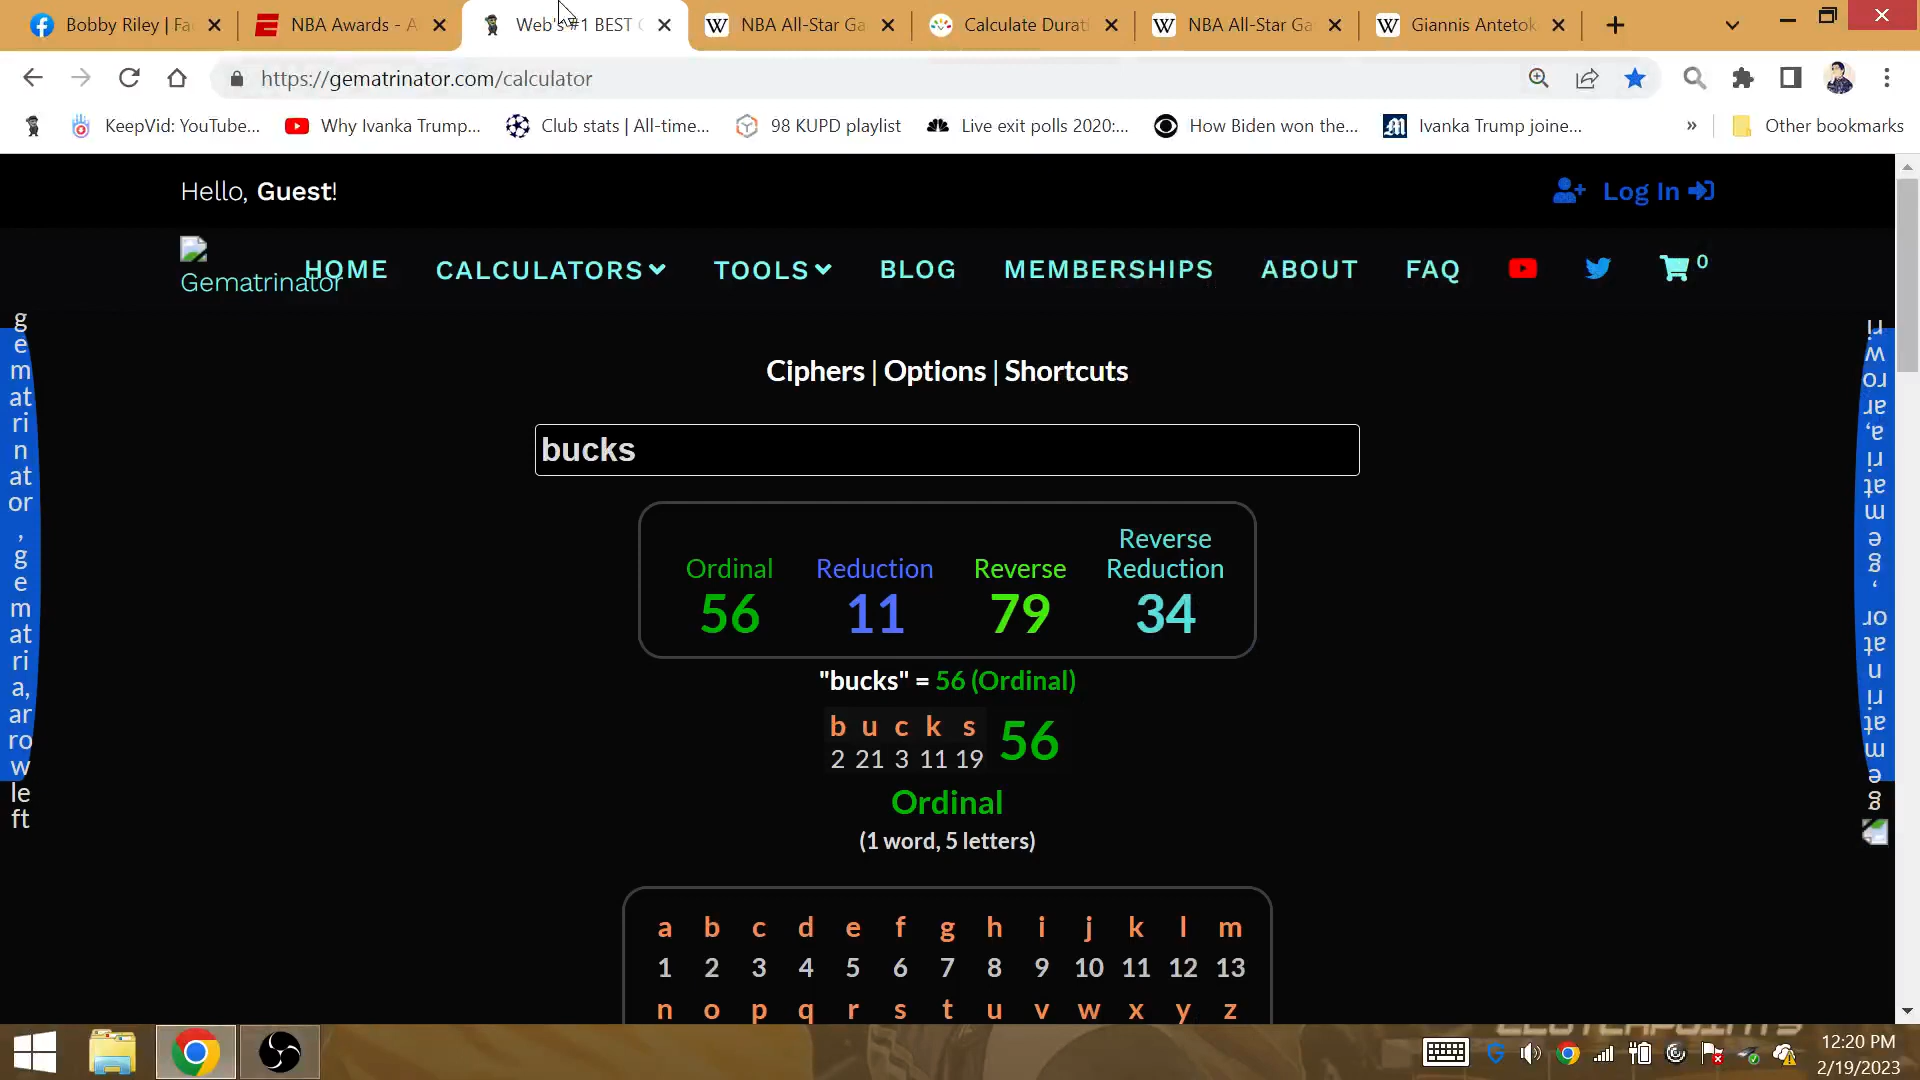 Bobby Riley | Fac
NBA Awards - A
Web's #1 BEST
NBA All-Star Ga
Calculate Durati
NBA All-Star Ga
Giannis Antetok
https://gematrinator.com/calculator
KeepVid: YouTube...
Why Ivanka Trump...
Club stats | All-time...
98 KUPD playlist
Live exit polls 2020:...
How Biden won the...
Ivanka Trump joine...
»
Other bookmarks
Hello, Guest!
Log In
Gematrinator
HOME
CALCULATORS
TOOLS
BLOG
MEMBERSHIPS
ABOUT
FAQ
0
gematrinator, gematria, arrow left
Ciphers | Options | Shortcuts
bucks
Ordinal
56
Reduction
11
Reverse
79
Reverse Reduction
34
"bucks" = 56 (Ordinal)
b u c k s
2 21 3 11 19
56
Ordinal
(1 word, 5 letters)
a b c d e f g h i j k l m
1 2 3 4 5 6 7 8 9 10 11 12 13
n o p q r s t u v w x y z
12:20 PM
2/19/2023